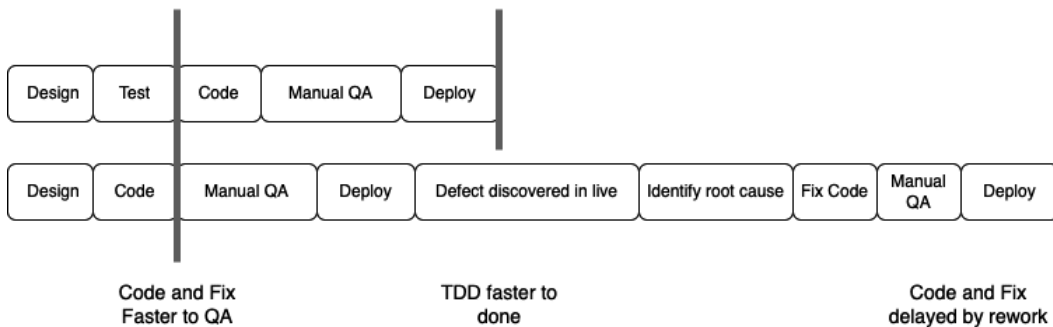 Design Test Code Manual QA Deploy
Design Code Manual QA Deploy Defect discovered in live Identify root cause Fix Code Manual
QA Deploy
Code and Fix
Faster to QA
TDD faster to
done
Code and Fix
delayed by rework